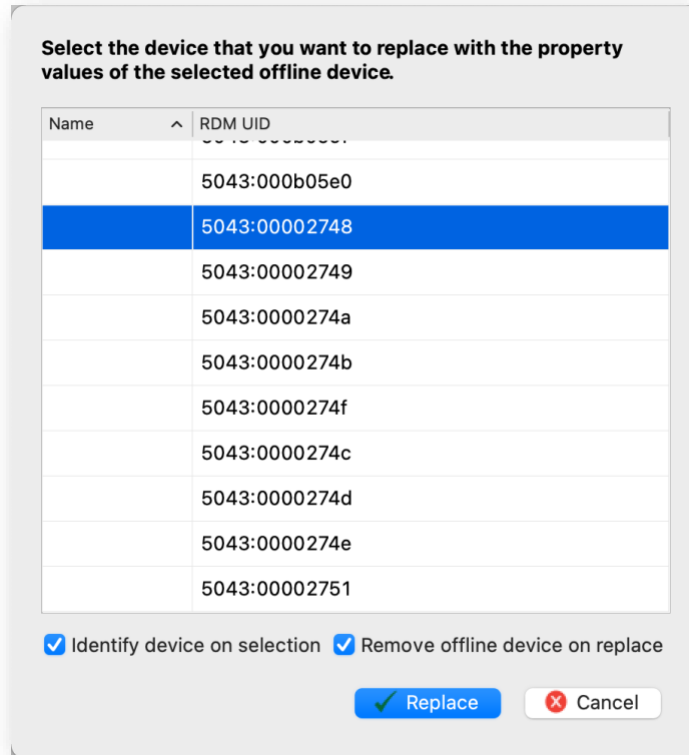 Select the device that you want to replace with the property
values of the selected offline device.
Name RDM UID
5043:000b05e0
5043:00002748
5043:00002749
5043:0000274a
5043:0000274b
5043:0000274f
5043:0000274c
5043:0000274d
5043:0000274e
5043:00002751
Identify device on selection Remove offline device on replace
Replace Cancel